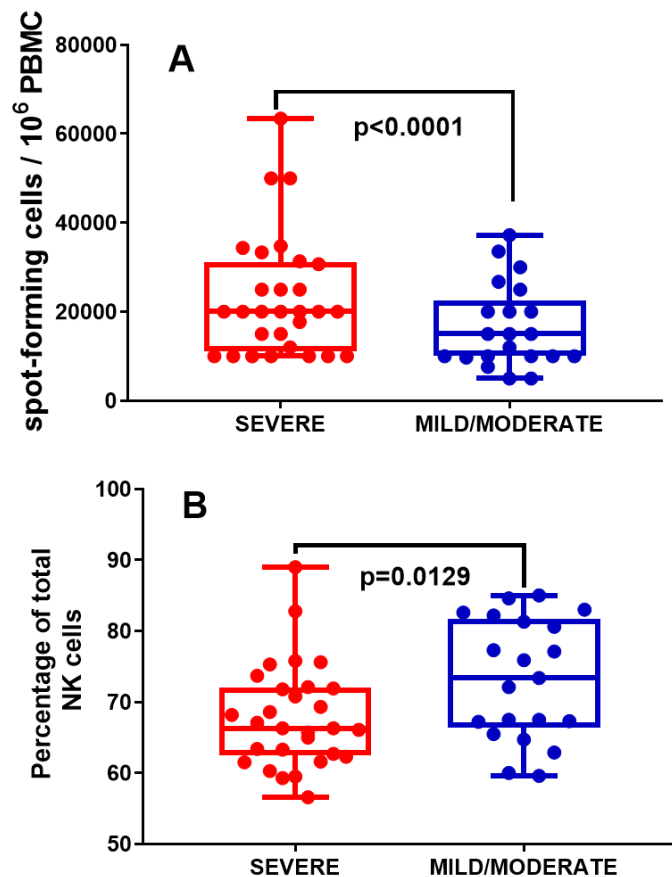 A
spot-forming cells / 10⁶ PBMC
80000
60000
40000
20000
0
p<0.0001
SEVERE
MILD/MODERATE
B
Percentage of total
NK cells
100
90
80
70
60
50
p=0.0129
SEVERE
MILD/MODERATE